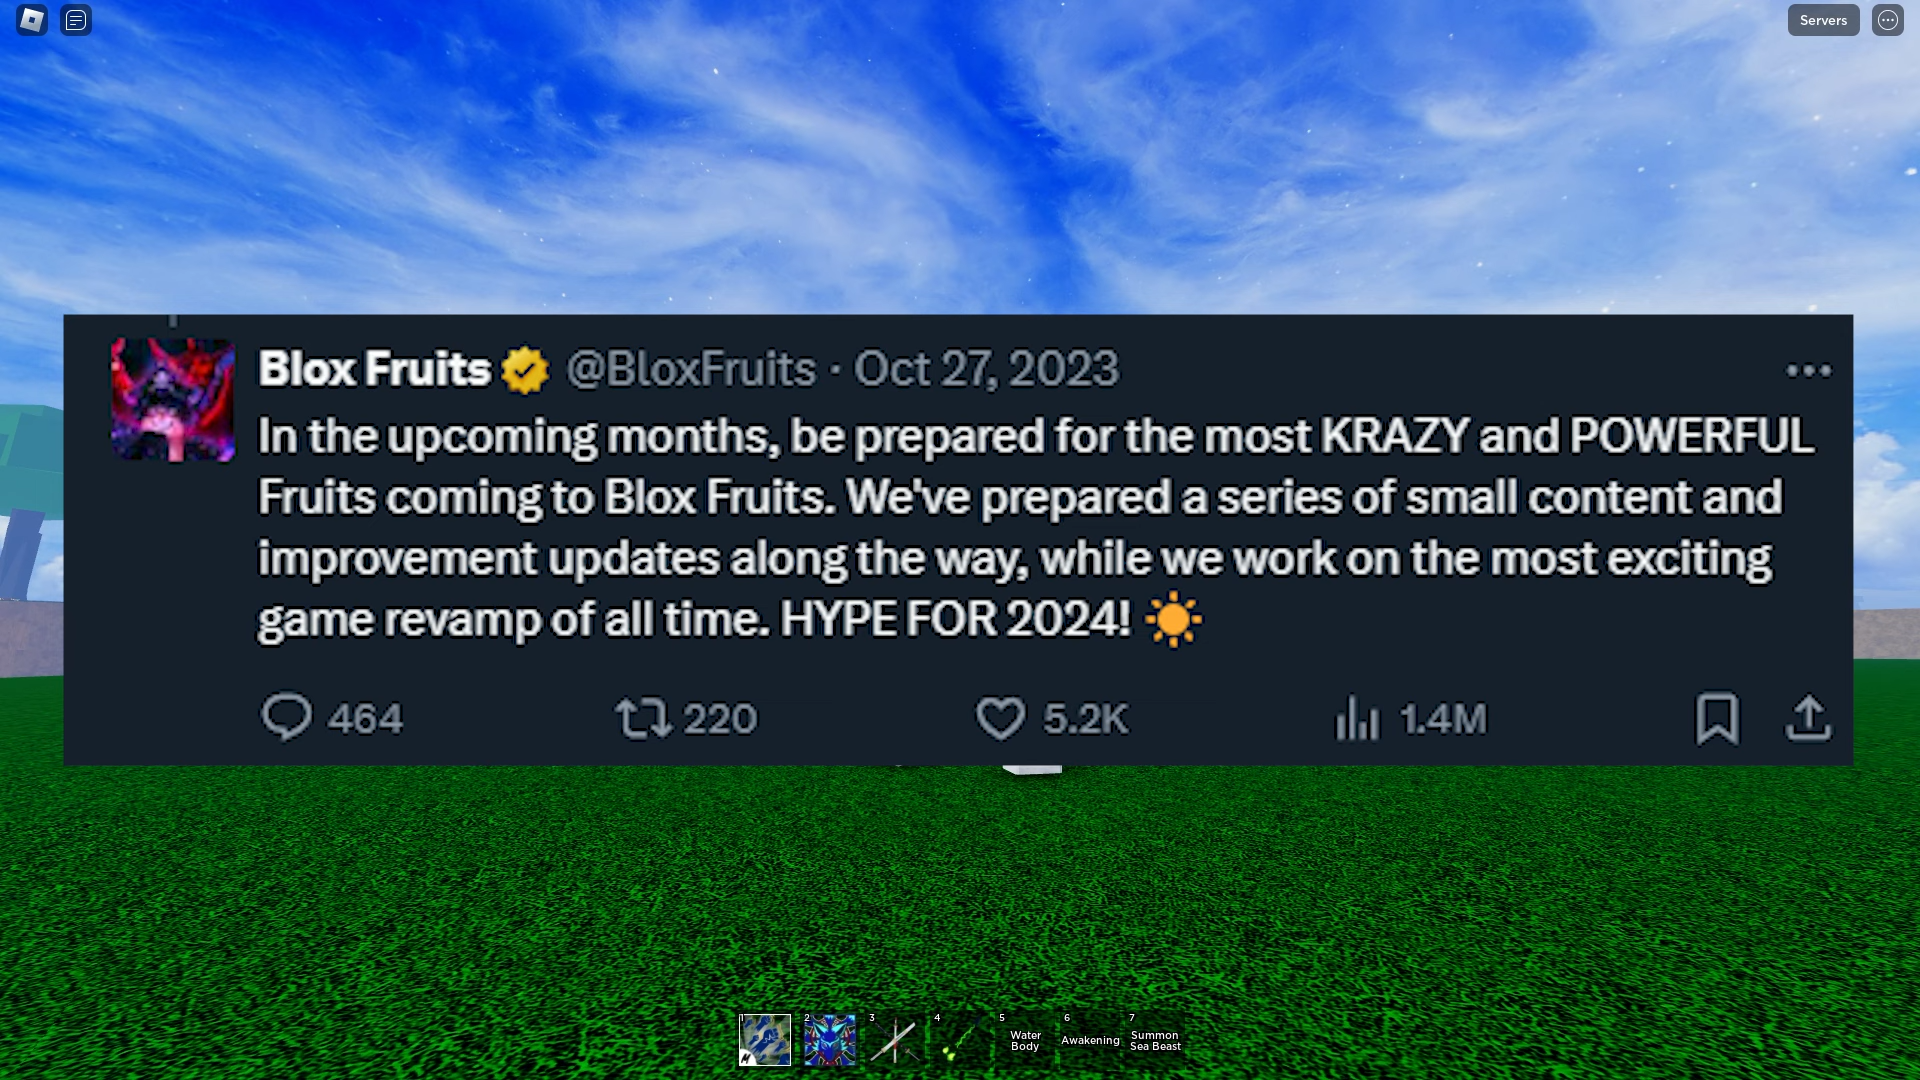 Servers
Blox Fruits @BloxFruits · Oct 27, 2023
In the upcoming months, be prepared for the most KRAZY and POWERFUL
Fruits coming to Blox Fruits. We've prepared a series of small content and
improvement updates along the way, while we work on the most exciting
game revamp of all time. HYPE FOR 2024! ☀️
464 220 5.2K 1.4M
1 2 3 4 5 6 7
Water Body Awakening Summon Sea Beast